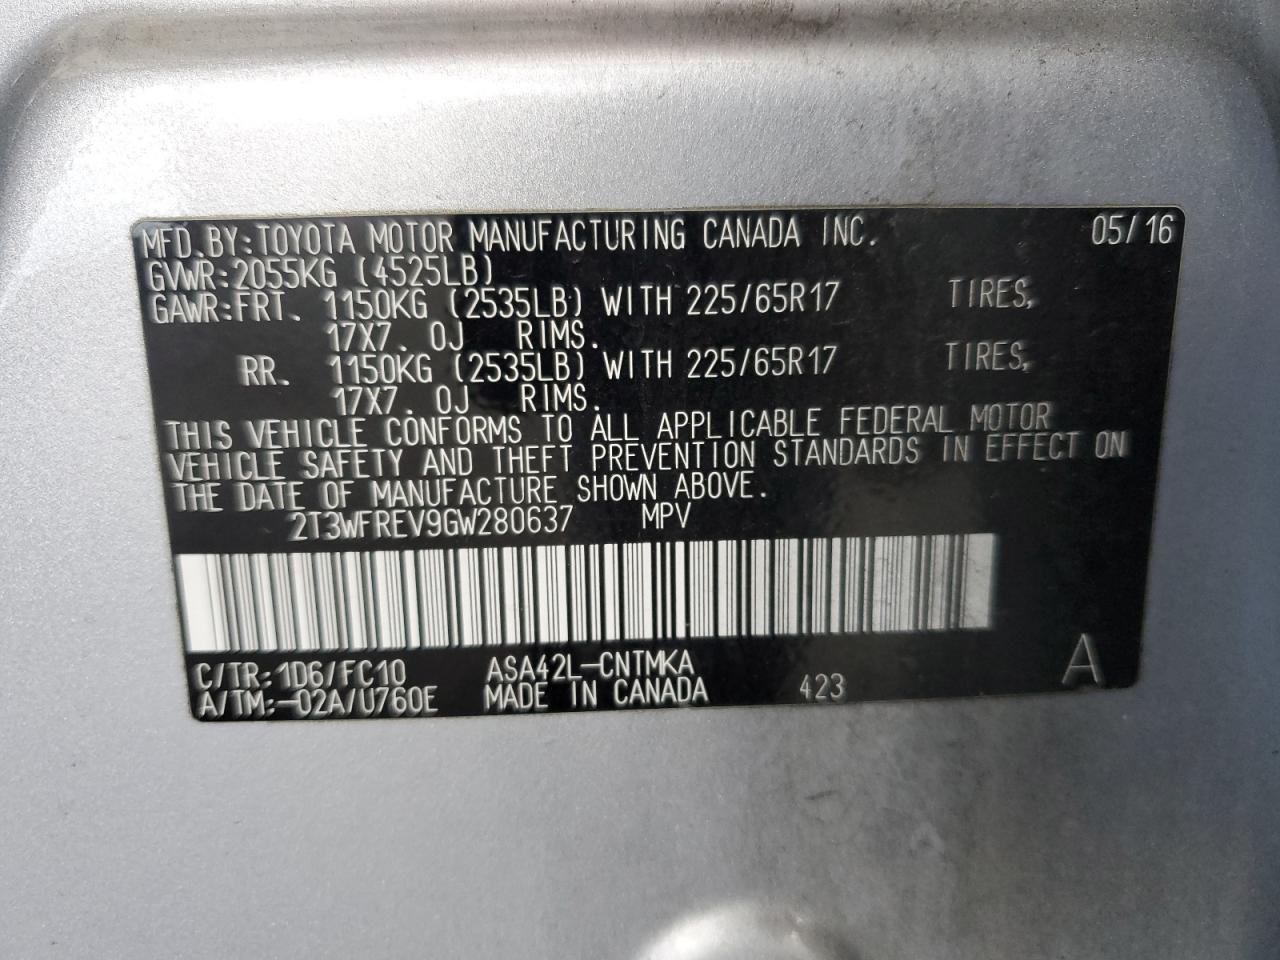 MFD.BY:TOYOTA MOTOR MANUFACTURING CANADA INC. 05/16
GVWR:2055KG (4525LB)
GAWR:FRT. 1150KG (2535LB) WITH 225/65R17 TIRES,
17X7.0J RIMS.
RR. 1150KG (2535LB) WITH 225/65R17 TIRES,
17X7.0J RIMS.
THIS VEHICLE CONFORMS TO ALL APPLICABLE FEDERAL MOTOR
VEHICLE SAFETY AND THEFT PREVENTION STANDARDS IN EFFECT ON
THE DATE OF MANUFACTURE SHOWN ABOVE.
2T3WFREV9GW280637 MPV
C/TR:1D6/FC10 ASA42L-CNTMKA A
A/TM:-02A/U760E MADE IN CANADA 423